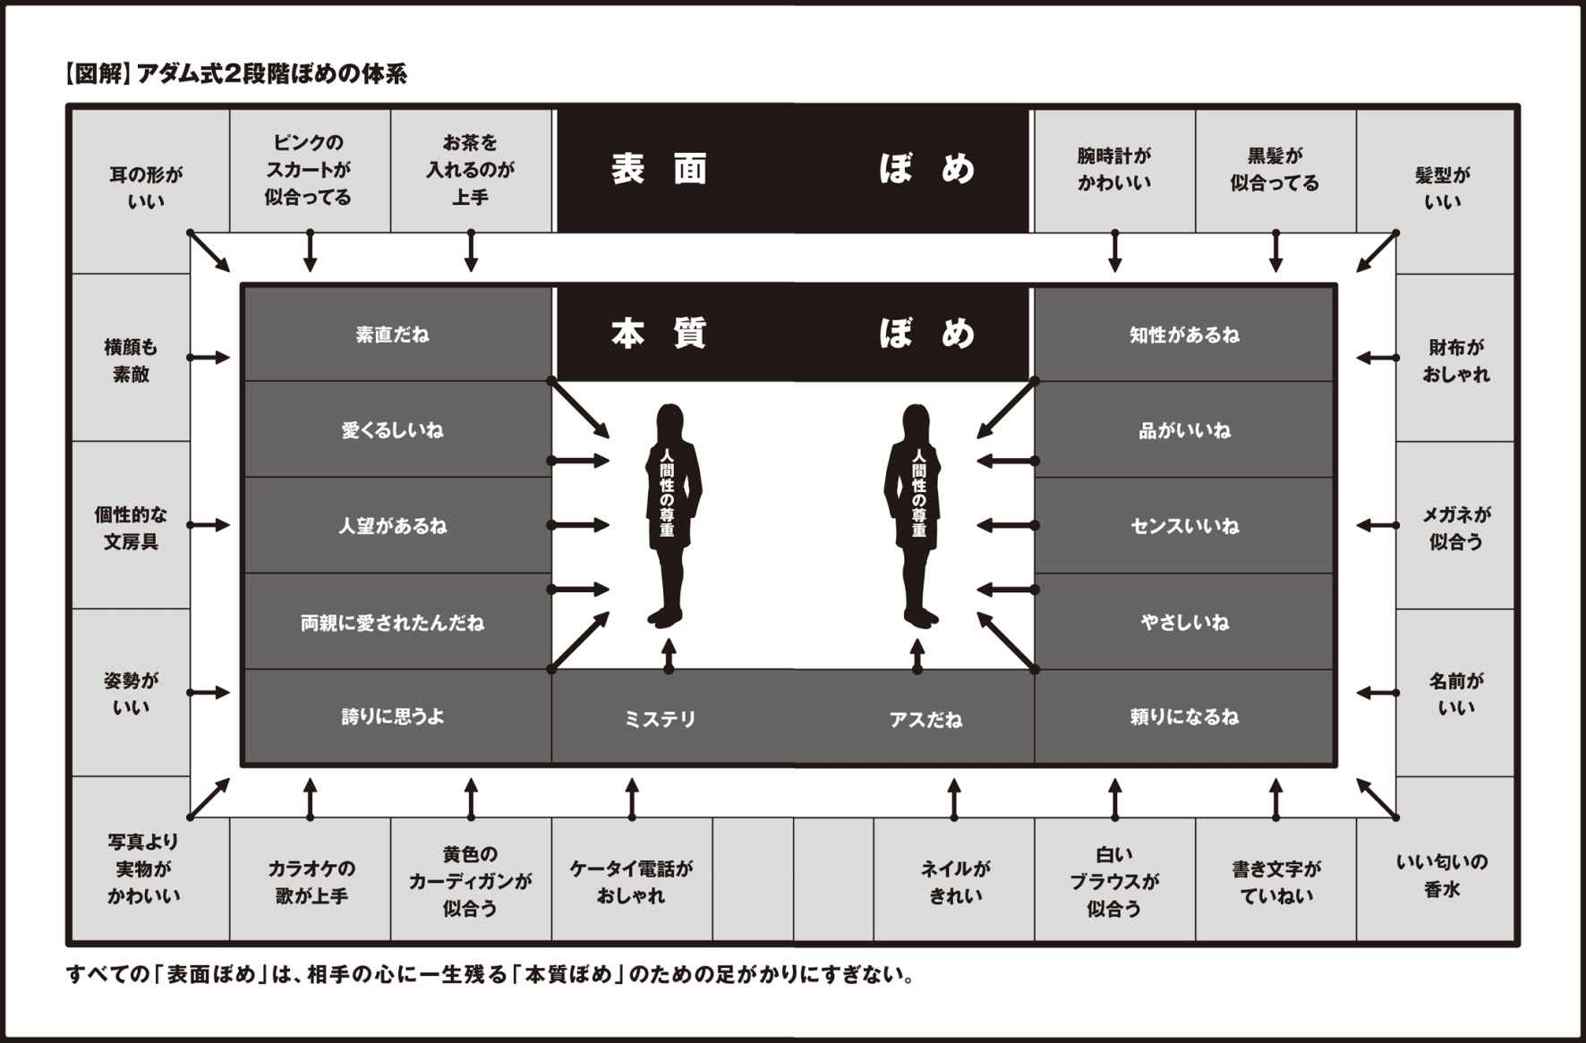 【図解】アダム式2段階ぼめの体系
耳の形が
いい
ピンクの
スカートが
似合ってる
お茶を
入れるのが
上手
表面ぼめ
腕時計が
かわいい
黒髪が
似合ってる
髪型が
いい
横顔も
素敵
個性的な
文房具
姿勢が
いい
素直だね
愛くるしいね
人望があるね
両親に愛されたんだね
誇りに思うよ
本質ぼめ
人間性の尊重
人間性の尊重
ミステリアスだね
知性があるね
品がいいね
センスいいね
やさしいね
頼りになるね
財布が
おしゃれ
メガネが
似合う
名前が
いい
写真より
実物が
かわいい
カラオケの
歌が上手
黄色の
カーディガンが
似合う
ケータイ電話が
おしゃれ
ネイルが
きれい
白い
ブラウスが
似合う
書き文字が
ていねい
いい匂いの
香水
すべての「表面ぼめ」は、相手の心に一生残る「本質ぼめ」のための足がかりにすぎない。